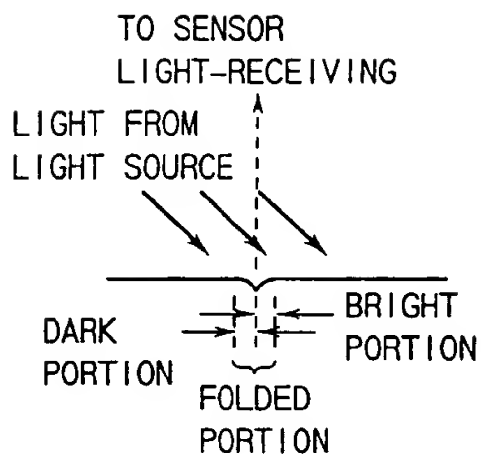 TO SENSOR
LIGHT-RECEIVING
LIGHT FROM
LIGHT SOURCE
BRIGHT
PORTION
DARK
PORTION
FOLDED
PORTION